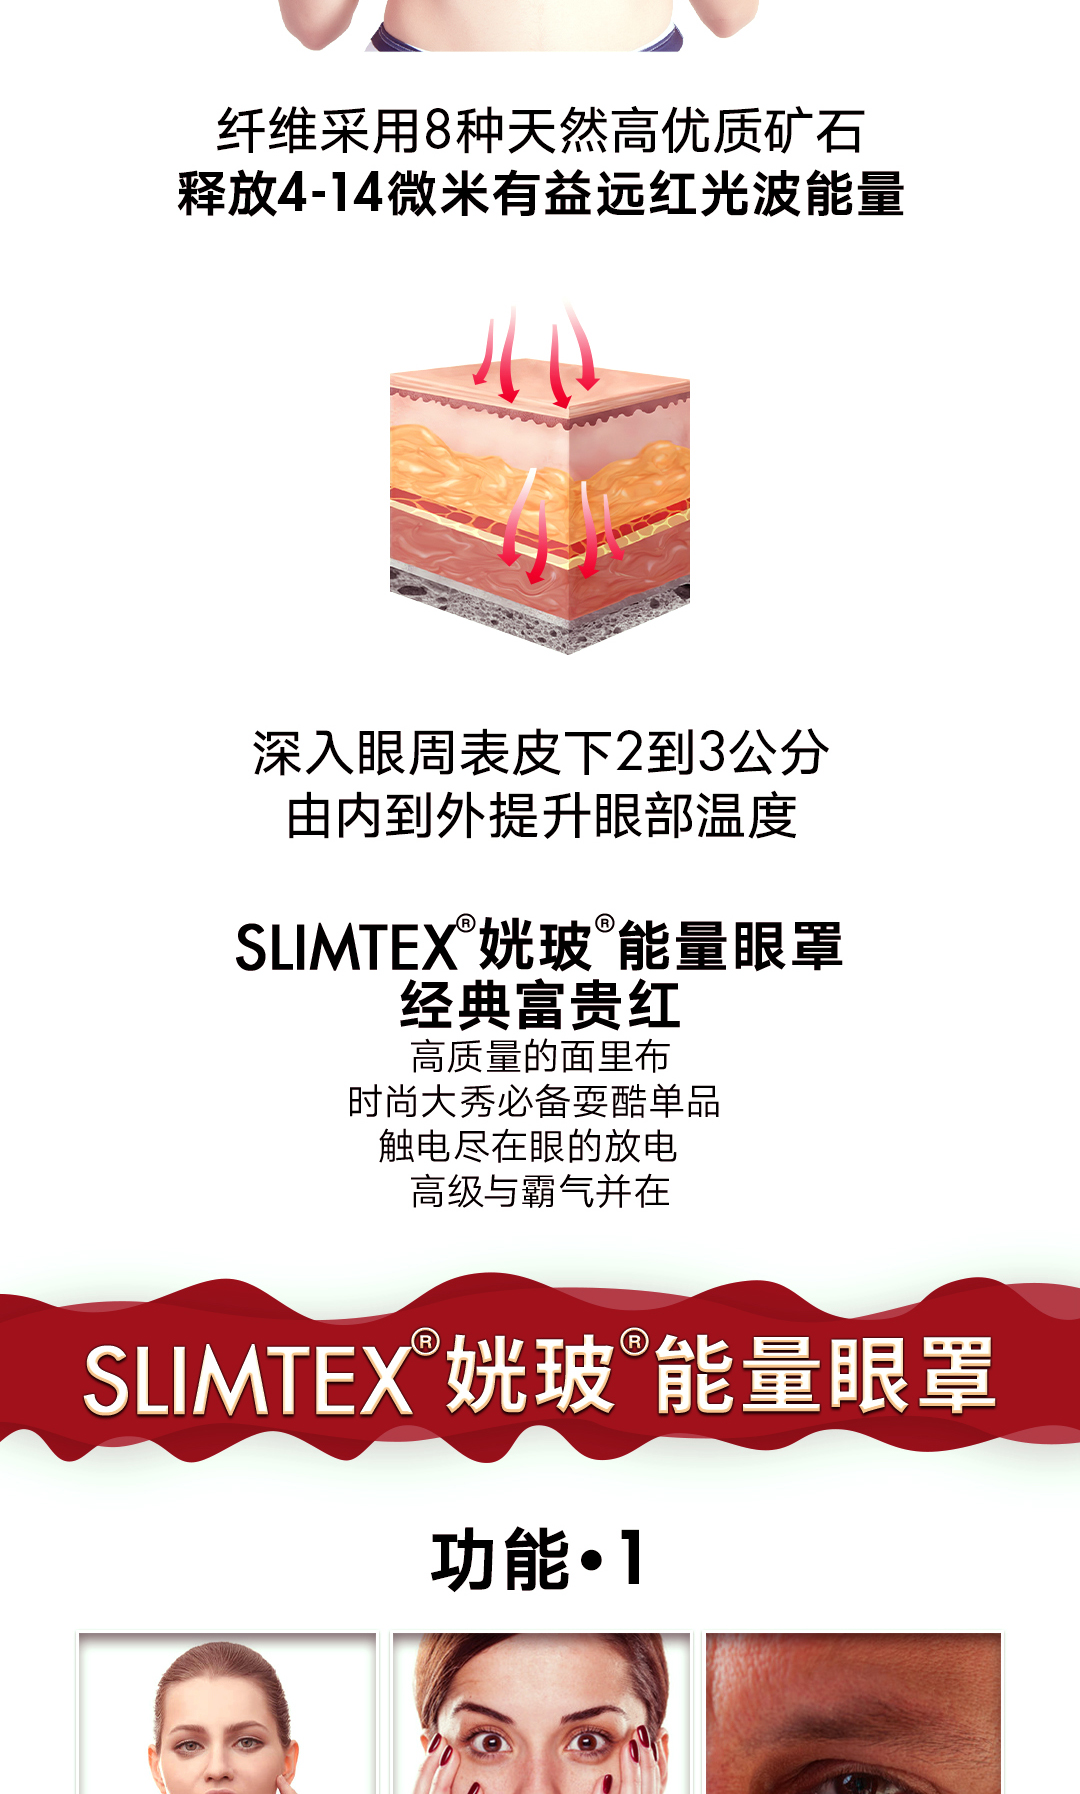 纤维采用8种天然高优质矿石
释放4-14微米有益远红光波能量
深入眼周表皮下2到3公分
由内到外提升眼部温度
SLIMTEX®姯玻®能量眼罩
经典富贵红
高质量的面里布
时尚大秀必备耍酷单品
触电尽在眼的放电
高级与霸气并在
SLIMTEX®姯玻®能量眼罩
功能•1